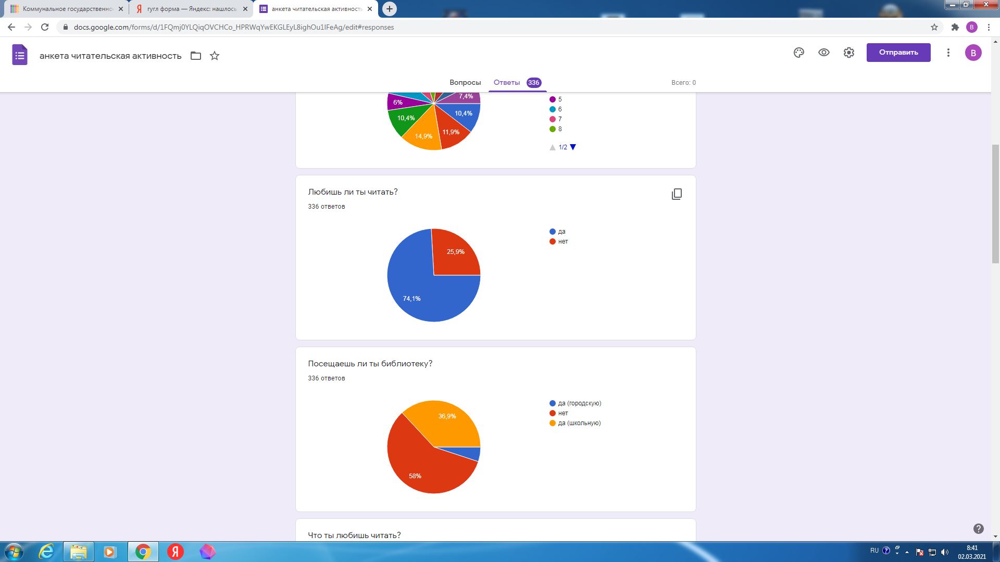 Коммунальное государственно
гугл форма — Яндекс: нашлось
анкета читательская активность
docs.google.com/forms/d/1FQmj0YLQiqOVCHCo_HPRWqYwEKGLEyL8ighOu1lFeAg/edit#responses
В
анкета читательская активность
Отправить
В
Вопросы
Ответы 336
Всего: 0
7,4%
6%
10,4%
10,4%
11,9%
14,9%
5
6
7
8
1/2
Любишь ли ты читать?
336 ответов
да
нет
25,9%
74,1%
Посещаешь ли ты библиотеку?
336 ответов
да (городскую)
нет
да (школьную)
36,9%
58%
Что ты любишь читать?
RU
8:41
02.03.2021